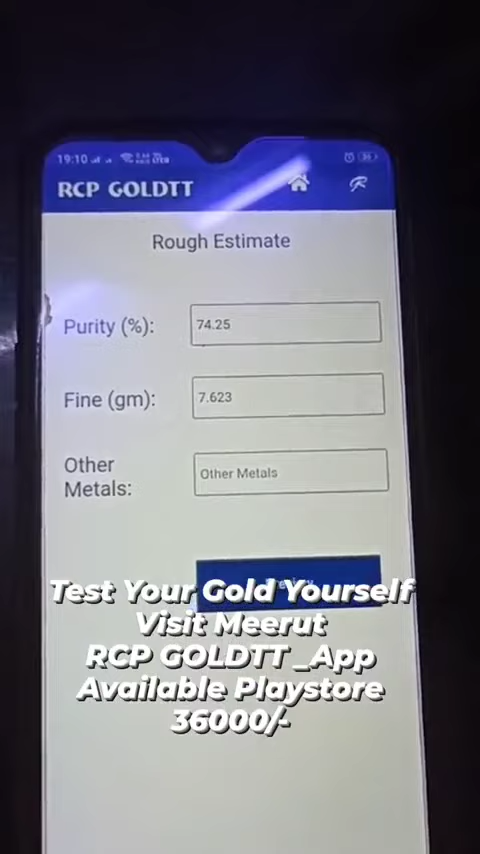 19:10
RCP GOLDTT
Rough Estimate
Purity (%):
74.25
Fine (gm):
7.623
Other
Metals:
Other Metals
Test Your Gold Yourself
Visit Meerut
RCP GOLDTT _App
Available Playstore
36000/-